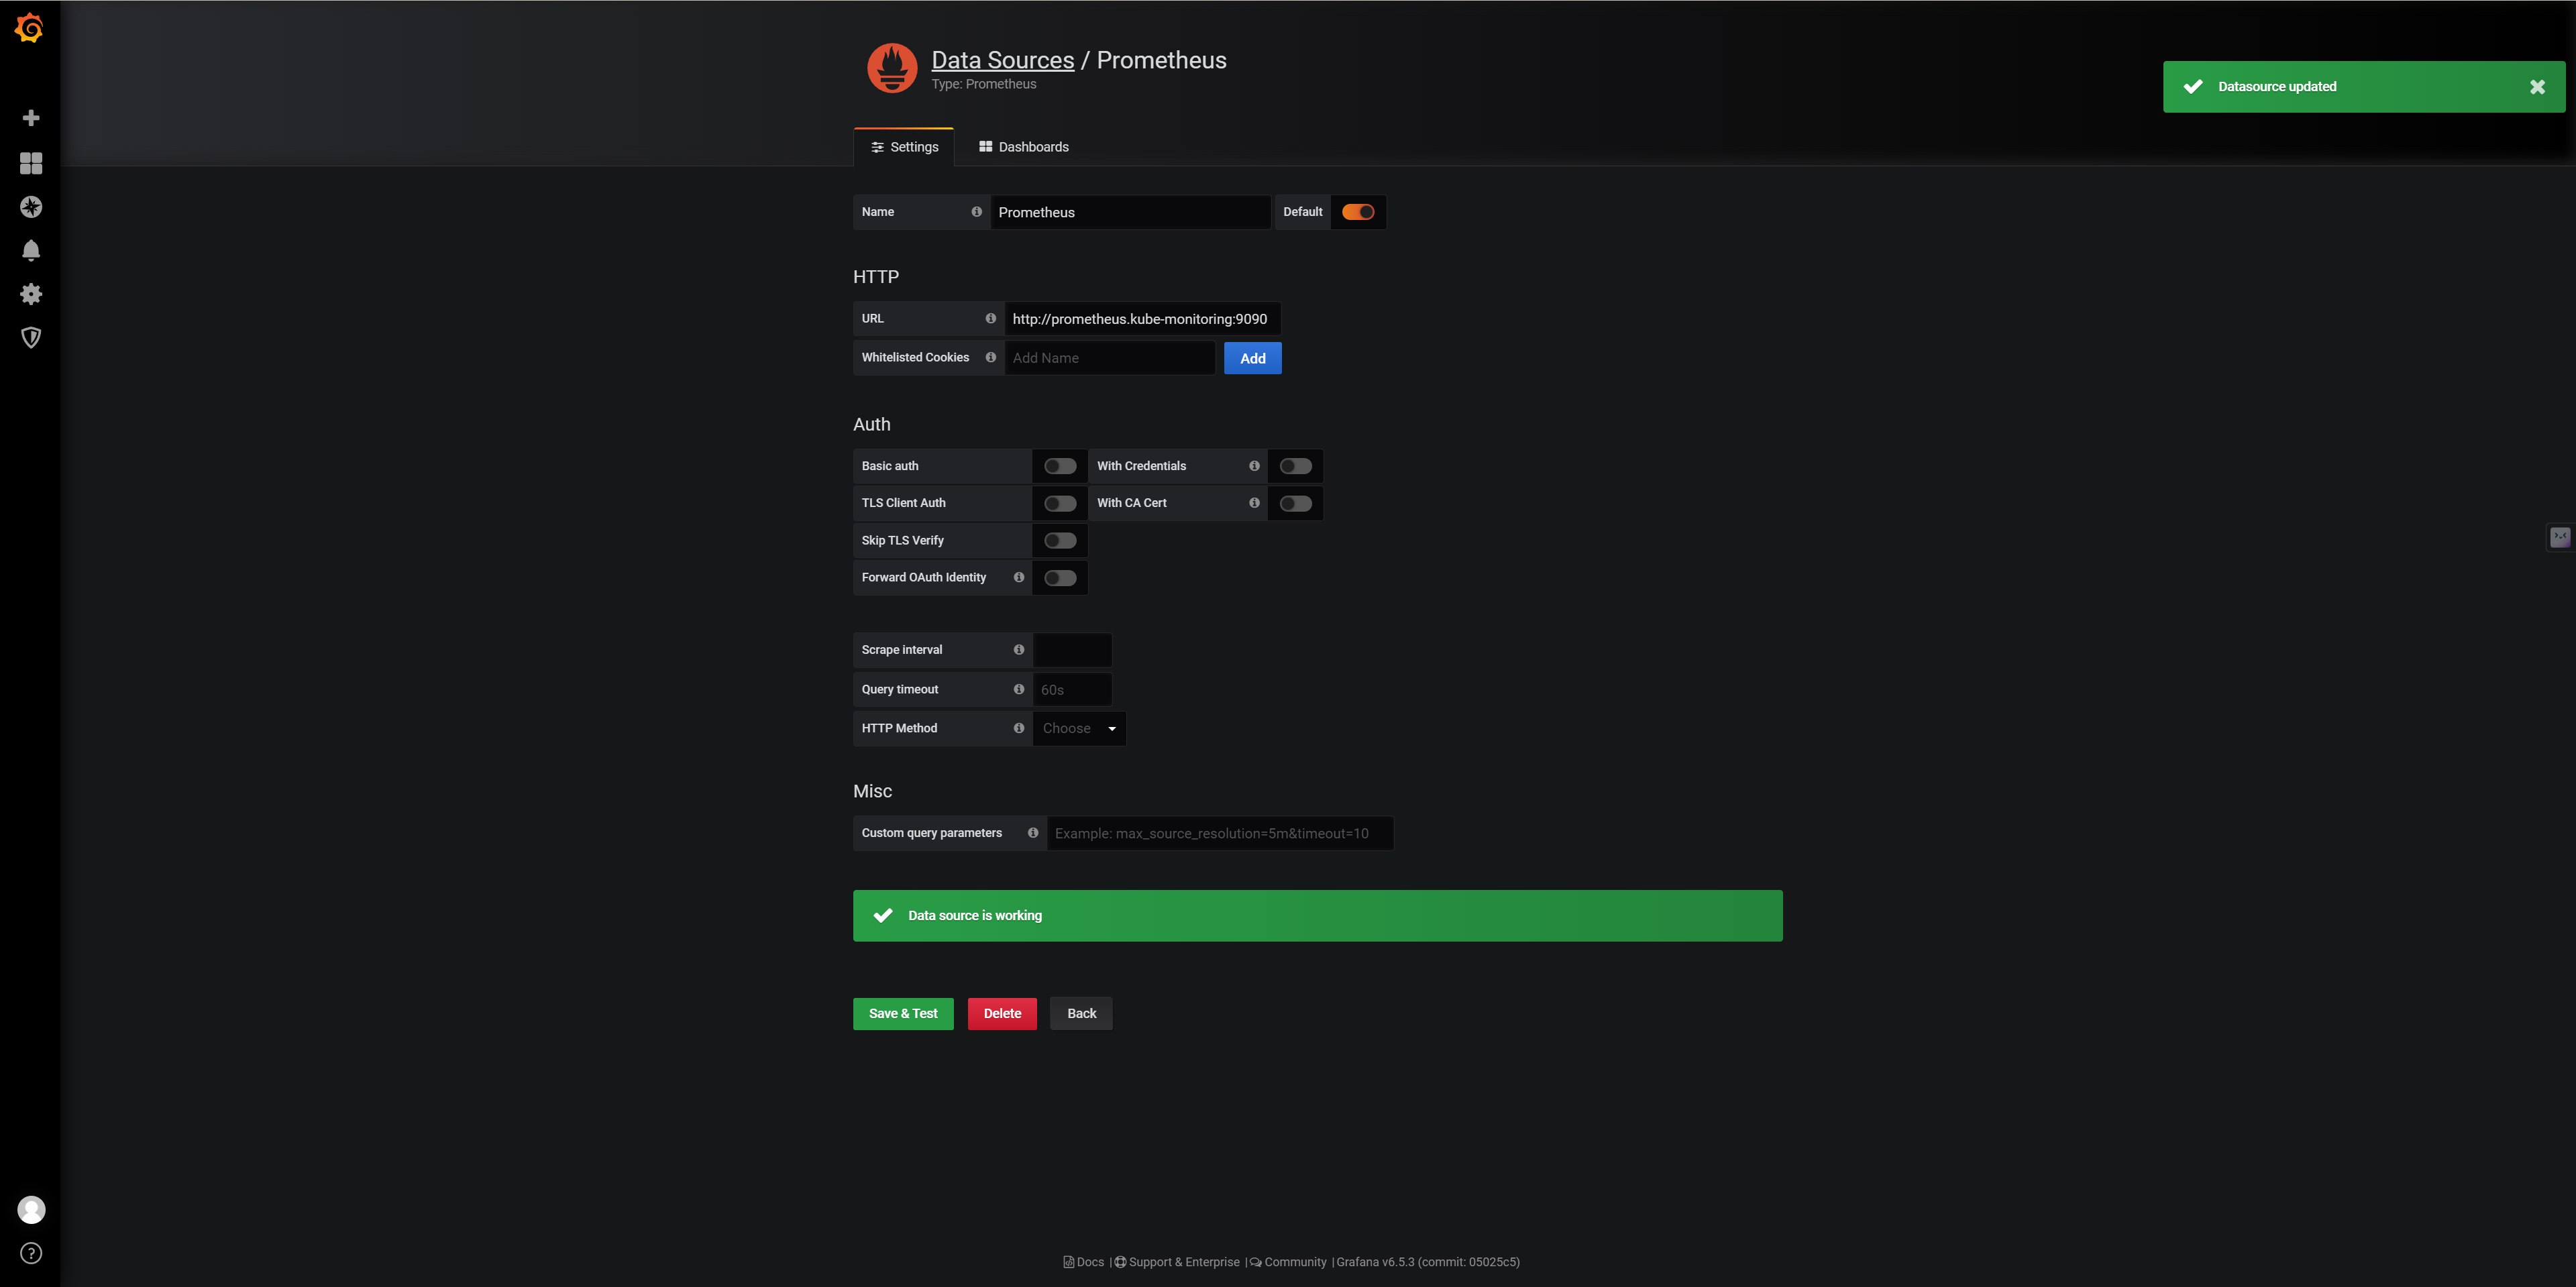 Data Sources / Prometheus
Type: Prometheus
Datasource updated
Settings
Dashboards
Name
Prometheus
Default
HTTP
URL
http://prometheus.kube-monitoring:9090
Whitelisted Cookies
Add Name
Add
Auth
Basic auth
With Credentials
TLS Client Auth
With CA Cert
Skip TLS Verify
Forward OAuth Identity
Scrape interval
Query timeout
60s
HTTP Method
Choose
Misc
Custom query parameters
Example: max_source_resolution=5m&timeout=10
Data source is working
Save & Test
Delete
Back
Docs | Support & Enterprise | Community | Grafana v6.5.3 (commit: 05025c5)